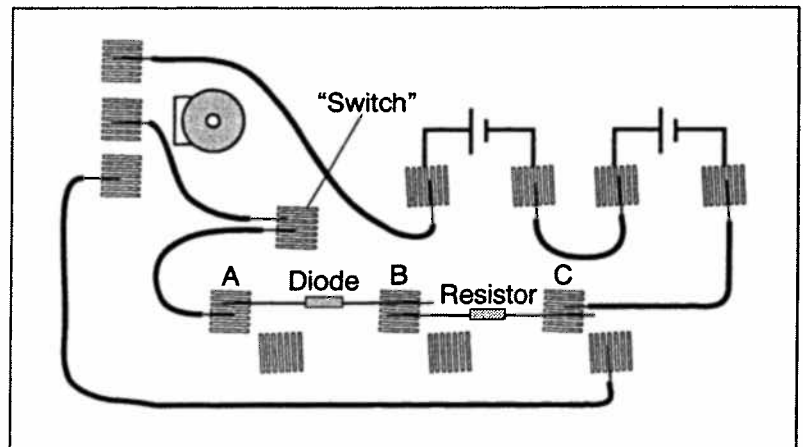 "Switch"
A
Diode
B
Resistor
C